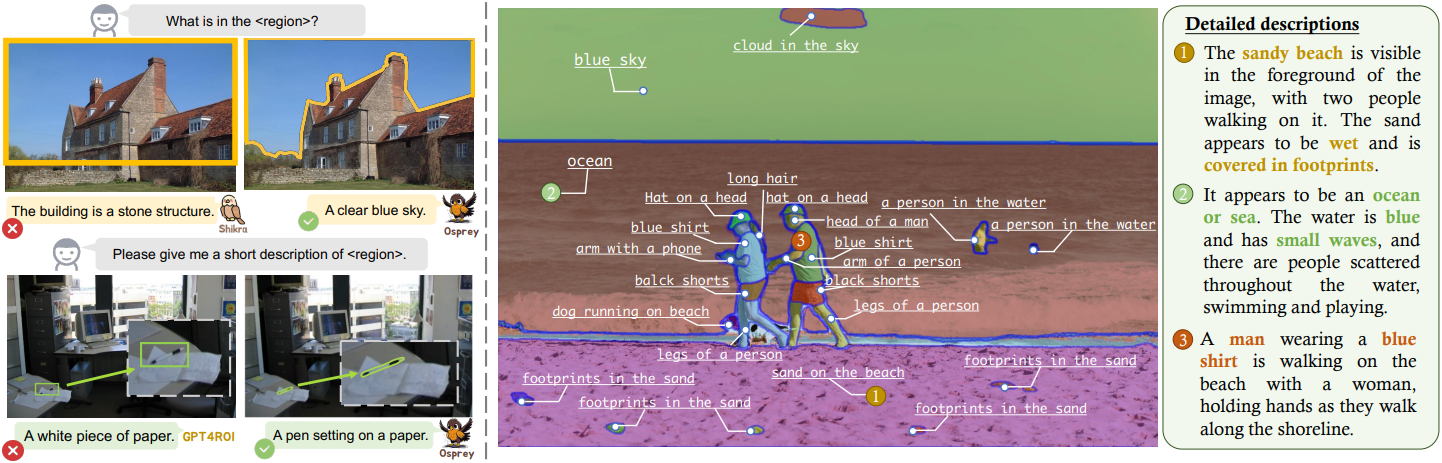 What is in the <region>?
The building is a stone structure.
Shikra
A clear blue sky.
Osprey
Please give me a short description of <region>.
A white piece of paper.
GPT4ROI
A pen setting on a paper.
Osprey
cloud in the sky
blue sky
ocean
2
long hair
Hat on a head
hat on a head
a person in the water
head of a man
a person in the water
blue shirt
3
blue shirt
arm with a phone
arm of a person
balck shorts
black shorts
dog running on beach
legs of a person
legs of a person
footprints in the sand
sand on the beach
footprints in the sand
1
footprints in the sand
footprints in the sand
Detailed descriptions
1 The sandy beach is visible
in the foreground of the
image, with two people
walking on it. The sand
appears to be wet and is
covered in footprints.
2 It appears to be an ocean
or sea. The water is blue
and has small waves, and
there are people scattered
throughout the water,
swimming and playing.
3 A man wearing a blue
shirt is walking on the
beach with a woman,
holding hands as they walk
along the shoreline.